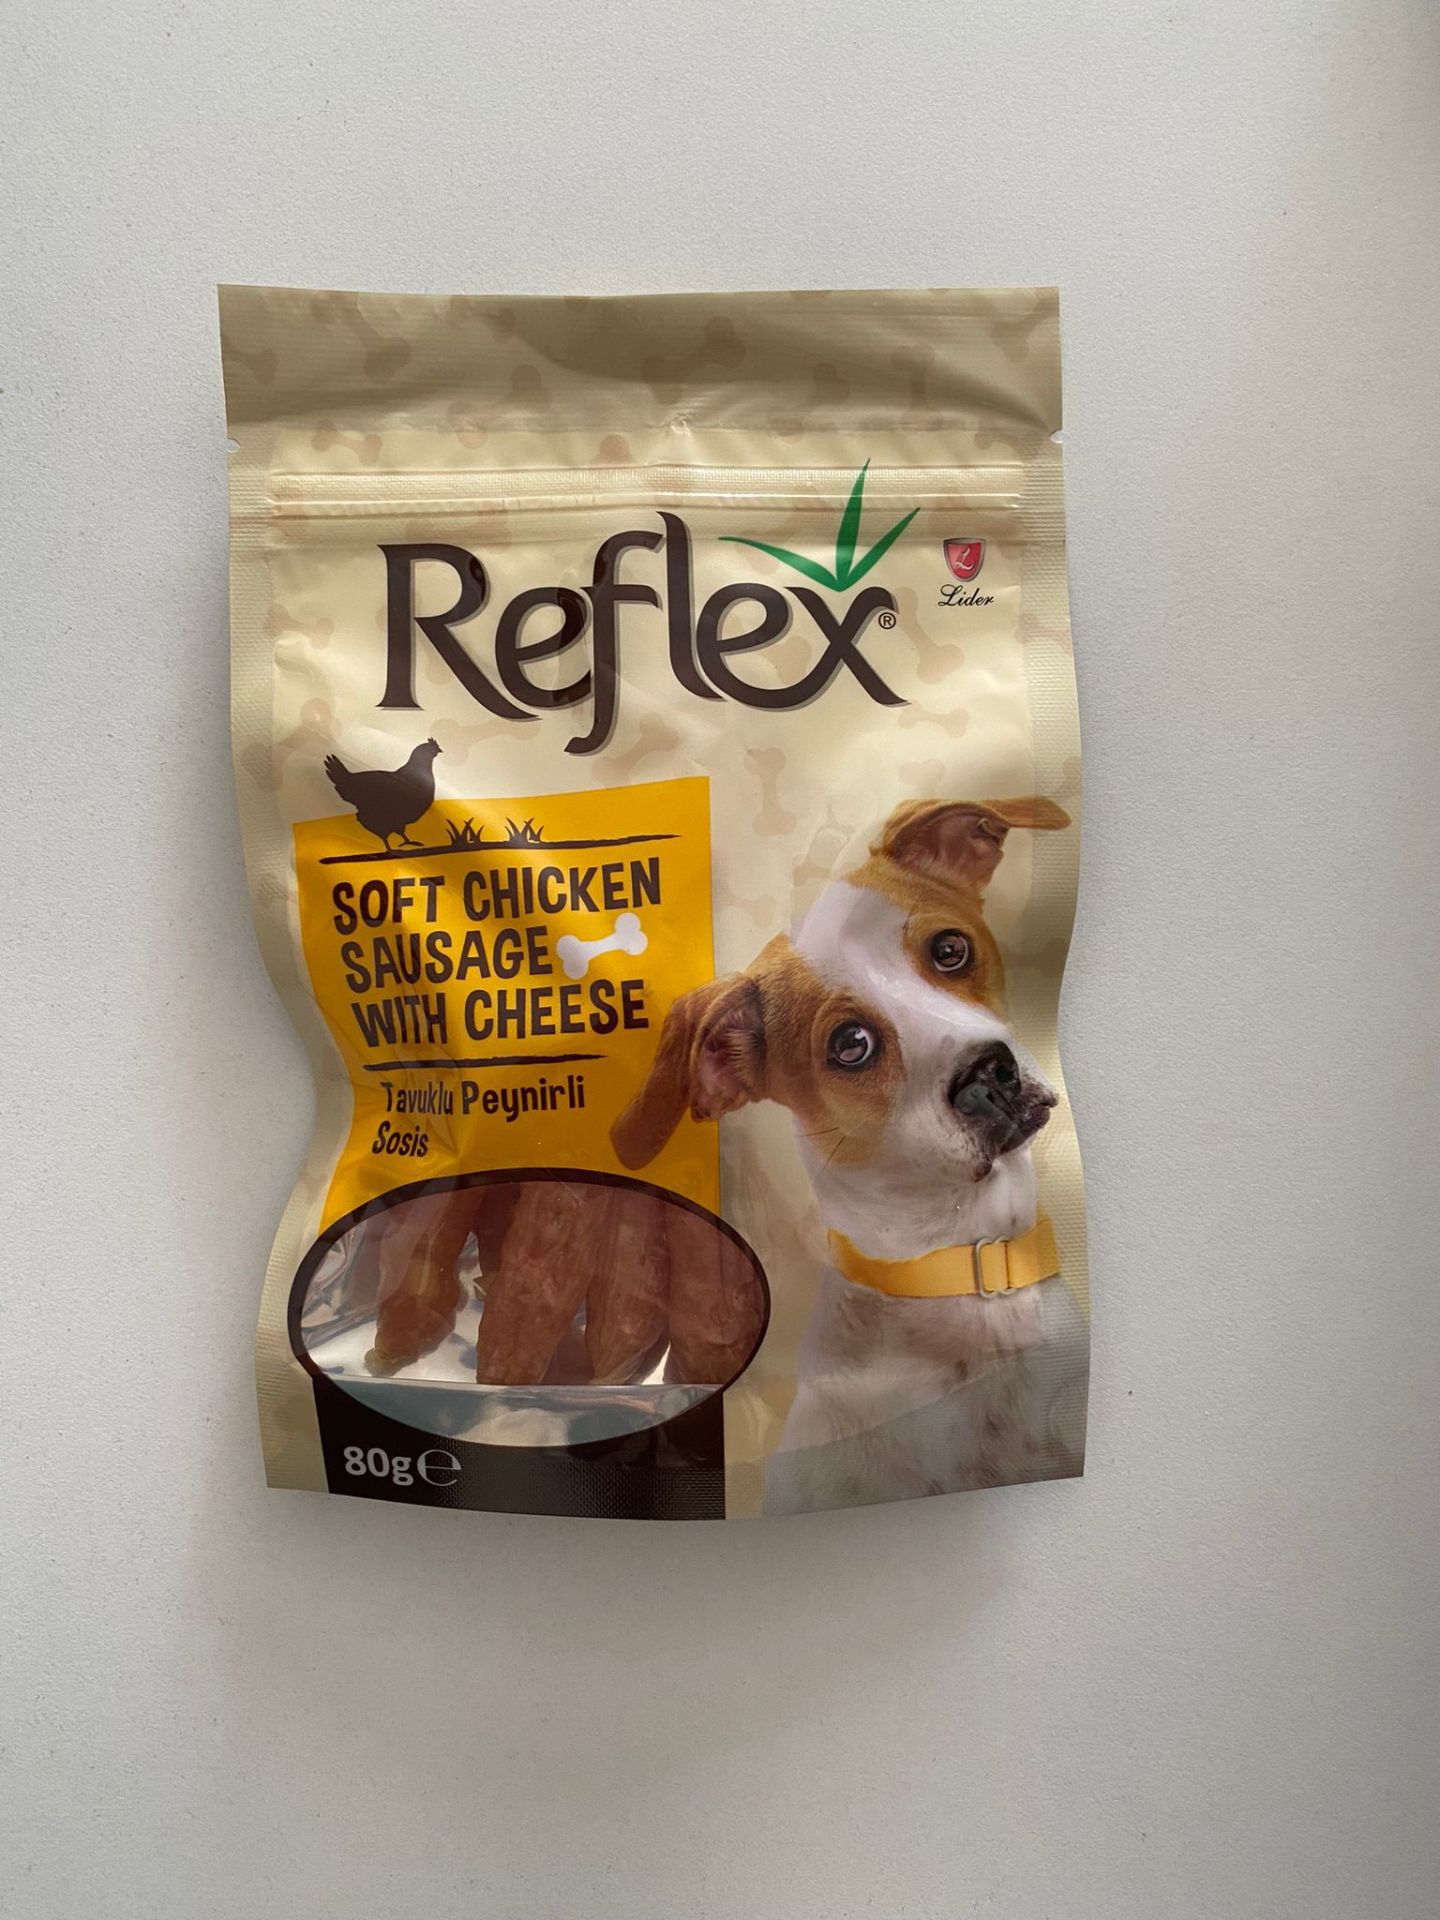 Reflex®
L
Lider
SOFT CHICKEN
SAUSAGE
WITH CHEESE
Tavuklu Peynirli
Sosis
80g℮